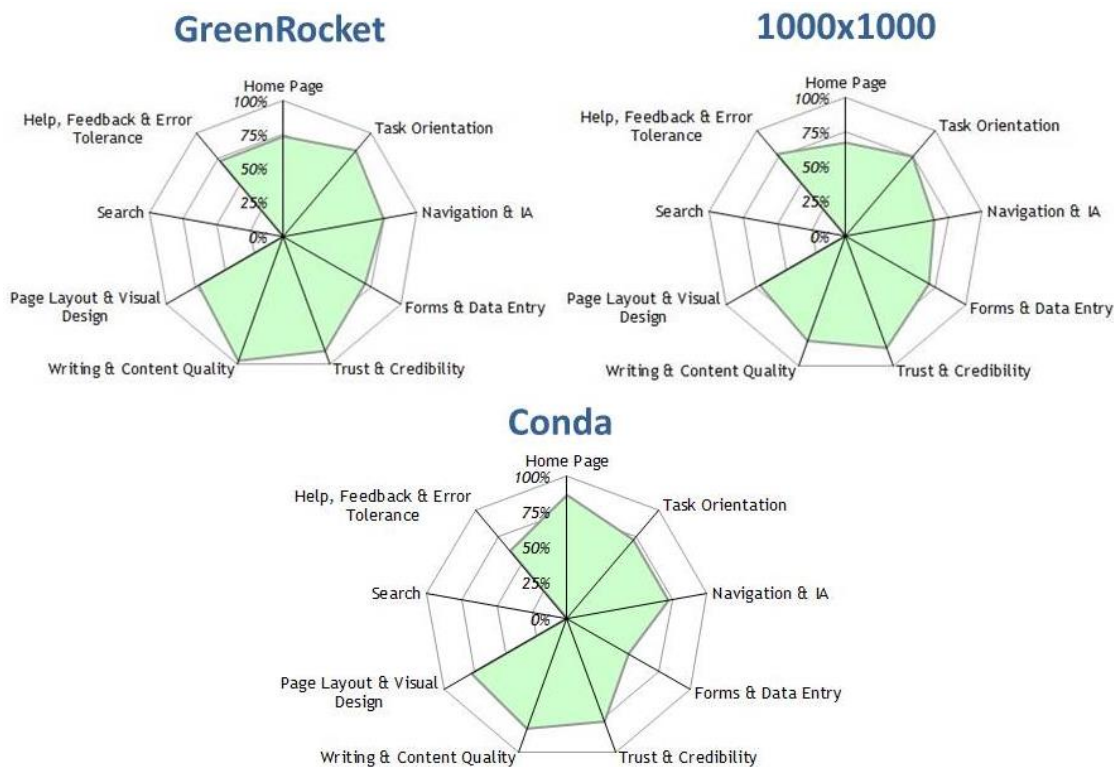 GreenRocket
Home Page
100%
Help, Feedback & Error
Tolerance
Task Orientation
75%
50%
Search
Navigation & IA
25%
0%
Page Layout & Visual
Design
Forms & Data Entry
Writing & Content Quality
Trust & Credibility
1000x1000
Home Page
100%
Help, Feedback & Error
Tolerance
Task Orientation
75%
50%
Search
Navigation & IA
25%
0%
Page Layout & Visual
Design
Forms & Data Entry
Writing & Content Quality
Trust & Credibility
Conda
Home Page
100%
Help, Feedback & Error
Tolerance
Task Orientation
75%
50%
Search
Navigation & IA
25%
0%
Page Layout & Visual
Design
Forms & Data Entry
Writing & Content Quality
Trust & Credibility